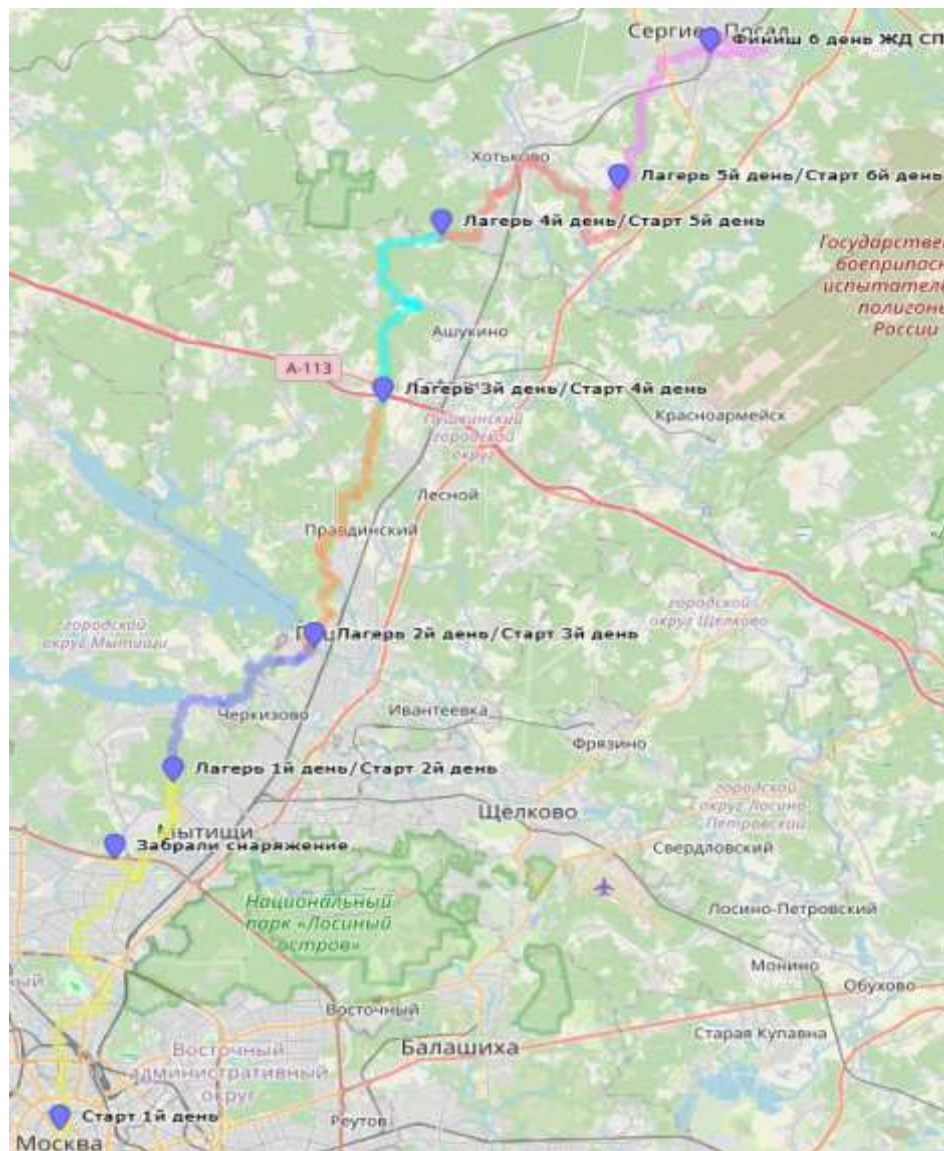 Сергиев Посад
Финиш 6 день ЖД СП
Хотьково
Лагерь 5й день/Старт 6й день
Лагерь 4й день/Старт 5й день
Государстве
боеприпас
испытател
полигон
России
Ашукино
А-113
Лагерь 3й день/Старт 4й день
Красноармейск
Пушкинский
городской
округ
Лесной
Правдинский
городской
округ Щелково
городской
округ Мытищи
Лагерь 2й день/Старт 3й день
Ивантеевка
Черкизово
Фрязино
Лагерь 1й день/Старт 2й день
городской
округ Лосино-
Петровский
Щелково
Мытищи
Забрали снаряжение
Свердловский
Национальный
парк «Лосиный
остров»
Лосино-Петровский
Монино
Обухово
ный
Восточный
Старая Купавна
Балашиха
Восточный
административный
округ
Старт 1й день
Реутов
Москва